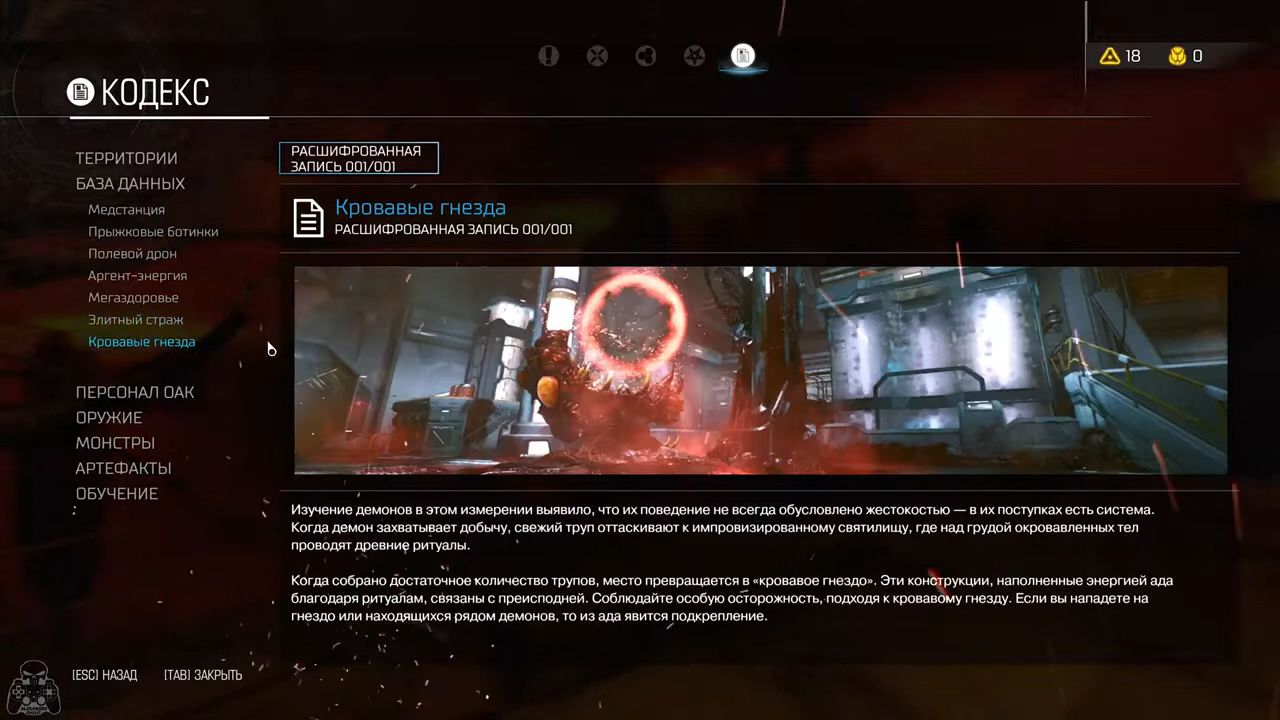 18
0
КОДЕКС
ТЕРРИТОРИИ
БАЗА ДАННЫХ
Медстанция
Прыжковые ботинки
Полевой дрон
Аргент-энергия
Мегаздоровье
Элитный страж
Кровавые гнезда
ПЕРСОНАЛ ОАК
ОРУЖИЕ
МОНСТРЫ
АРТЕФАКТЫ
ОБУЧЕНИЕ
РАСШИФРОВАННАЯ
ЗАПИСЬ 001/001
Кровавые гнезда
РАСШИФРОВАННАЯ ЗАПИСЬ 001/001
Изучение демонов в этом измерении выявило, что их поведение не всегда обусловлено жестокостью — в их поступках есть система.
Когда демон захватывает добычу, свежий труп оттаскивают к импровизированному святилищу, где над грудой окровавленных тел
проводят древние ритуалы.
Когда собрано достаточное количество трупов, место превращается в «кровавое гнездо». Эти конструкции, наполненные энергией ада
благодаря ритуалам, связаны с преисподней. Соблюдайте особую осторожность, подходя к кровавому гнезду. Если вы нападете на
гнездо или находящихся рядом демонов, то из ада явится подкрепление.
[ESC] НАЗАД
[TAB] ЗАКРЫТЬ